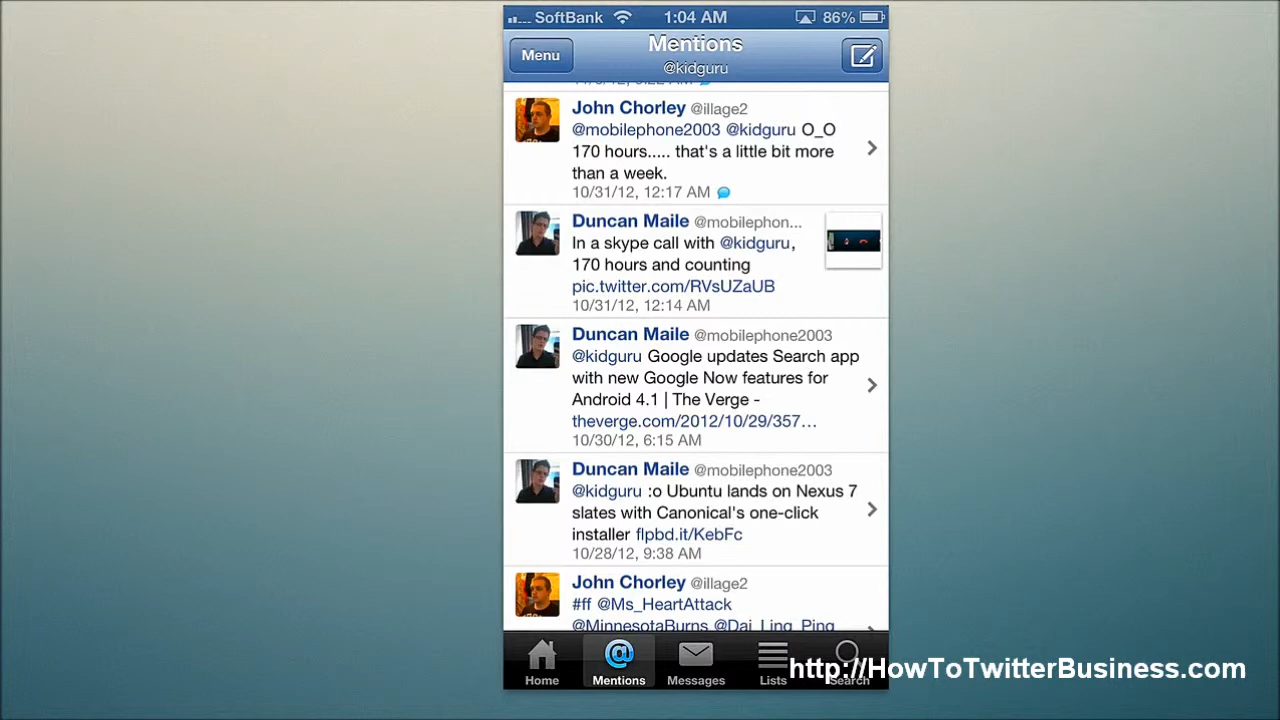 SoftBank 1:04 AM 86%
Menu
Mentions
@kidguru
John Chorley @illage2
@mobilephone2003 @kidguru O_O
170 hours..... that's a little bit more
than a week.
10/31/12, 12:17 AM
Duncan Maile @mobilephon...
In a skype call with @kidguru,
170 hours and counting
pic.twitter.com/RVsUZaUB
10/31/12, 12:14 AM
Duncan Maile @mobilephone2003
@kidguru Google updates Search app
with new Google Now features for
Android 4.1 | The Verge -
theverge.com/2012/10/29/357...
10/30/12, 6:15 AM
Duncan Maile @mobilephone2003
@kidguru :o Ubuntu lands on Nexus 7
slates with Canonical's one-click
installer flpbd.it/KebFc
10/28/12, 9:38 AM
John Chorley @illage2
#ff @Ms_HeartAttack
@MinnesotaBurns @Dai_Ling_Ping
Home Mentions Messages Lists Search
http://HowToTwitterBusiness.com